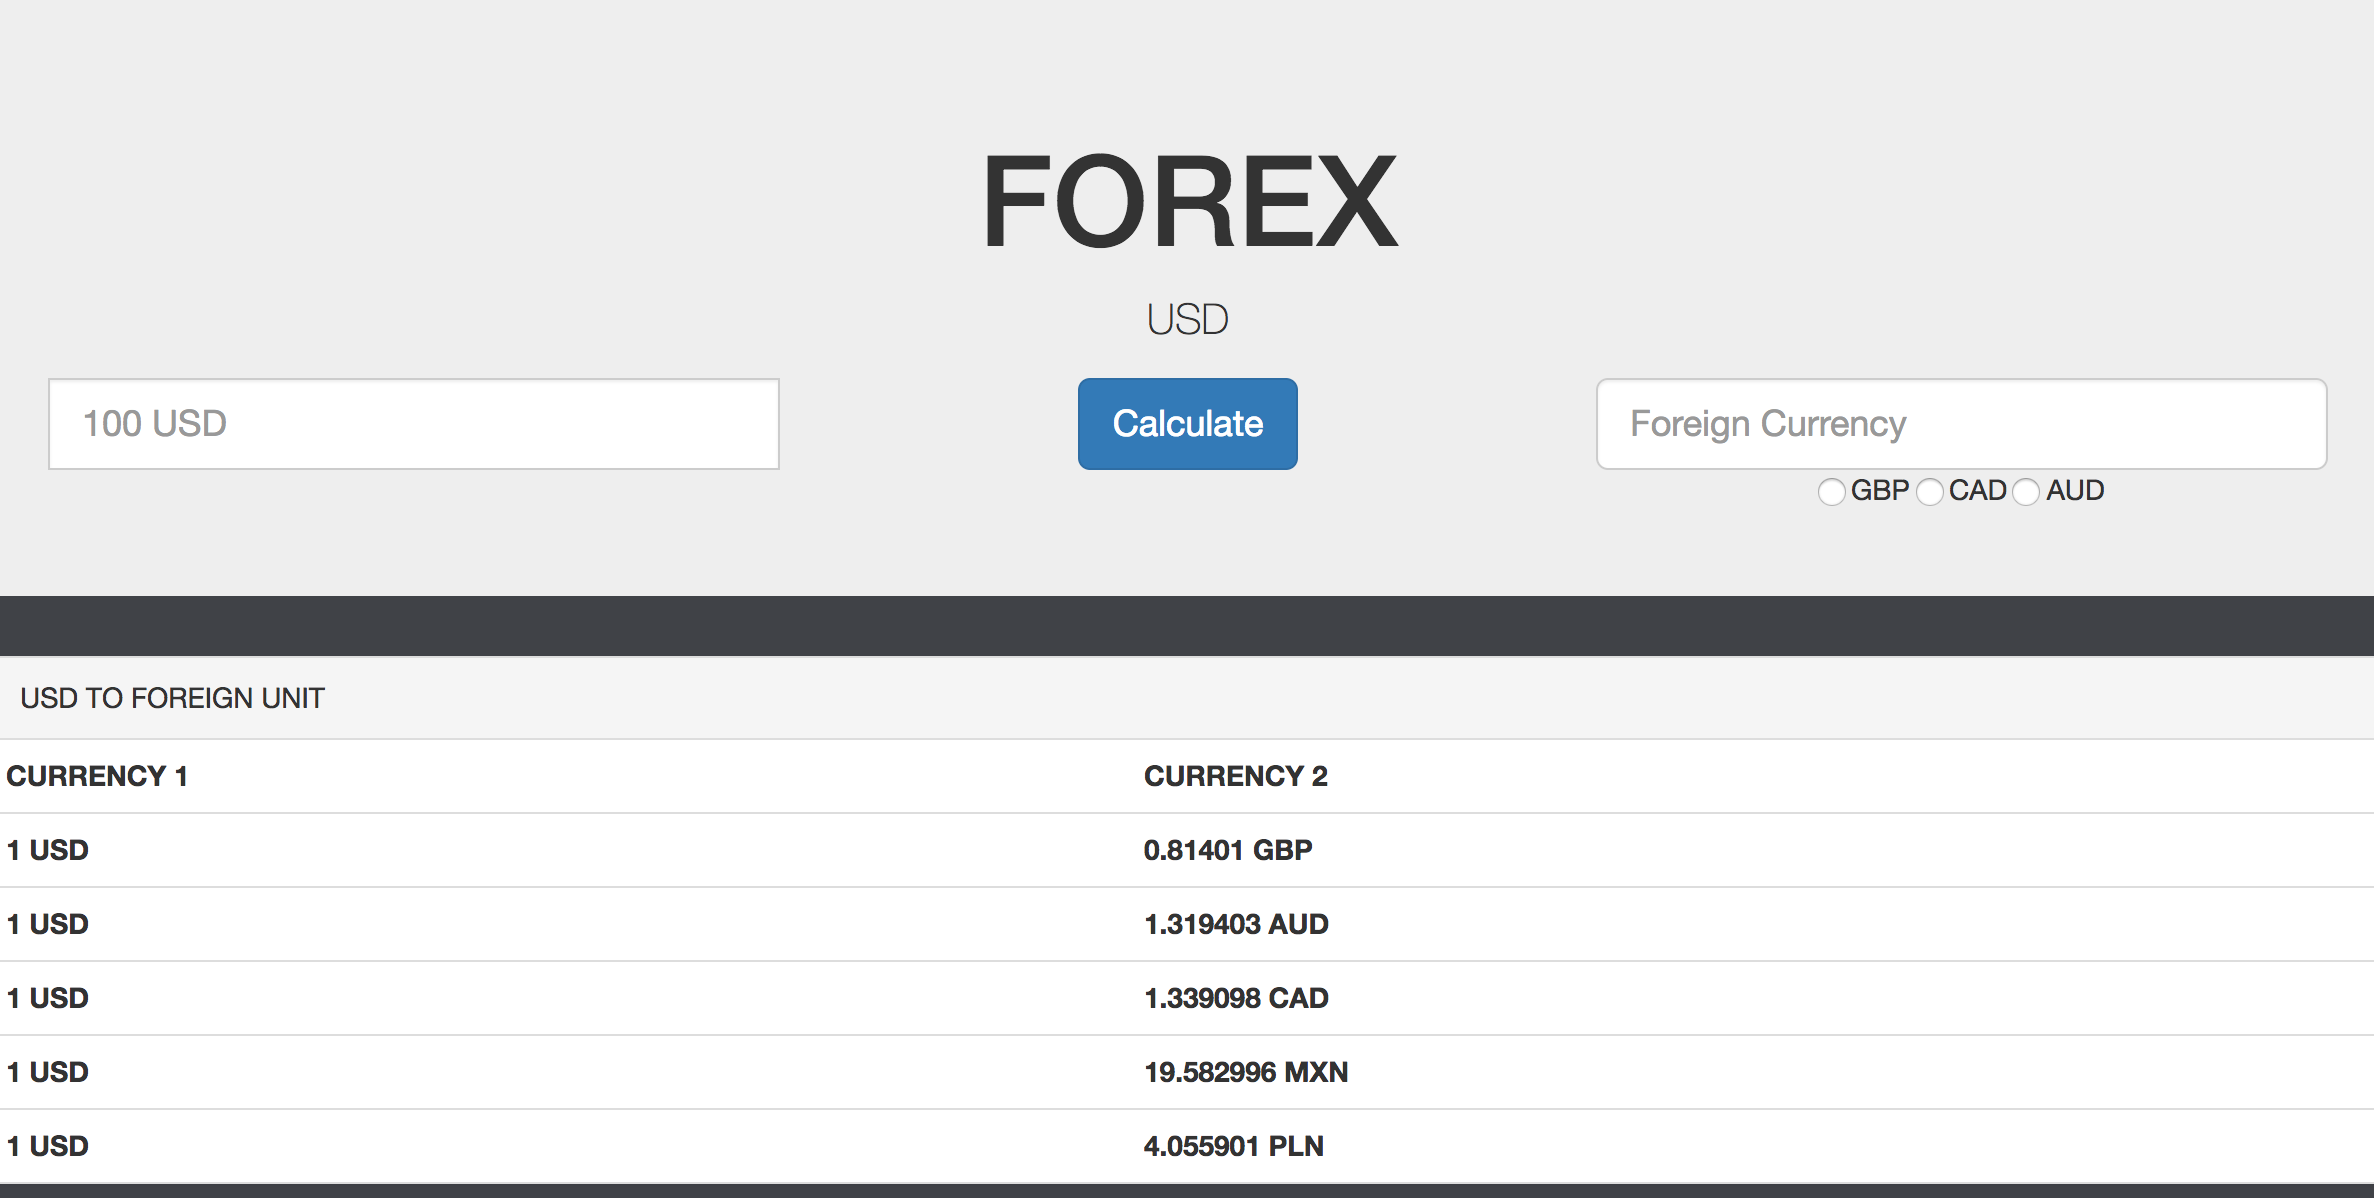 FOREX
USD
100 USD
Calculate
Foreign Currency
GBP CAD AUD
USD TO FOREIGN UNIT
CURRENCY 1 CURRENCY 2
1 USD 0.81401 GBP
1 USD 1.319403 AUD
1 USD 1.339098 CAD
1 USD 19.582996 MXN
1 USD 4.055901 PLN